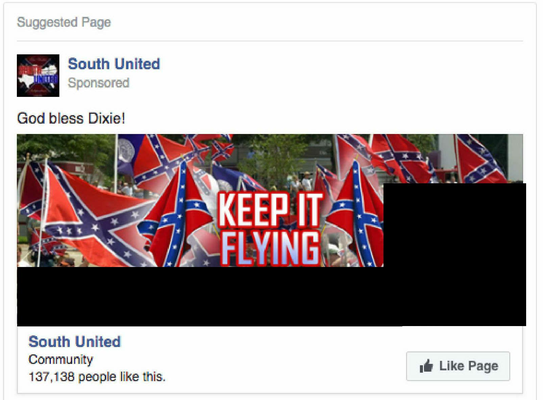 Suggested Page
South United
Sponsored
God bless Dixie!
KEEP IT
FLYING
South United
Community
137,138 people like this.
Like Page